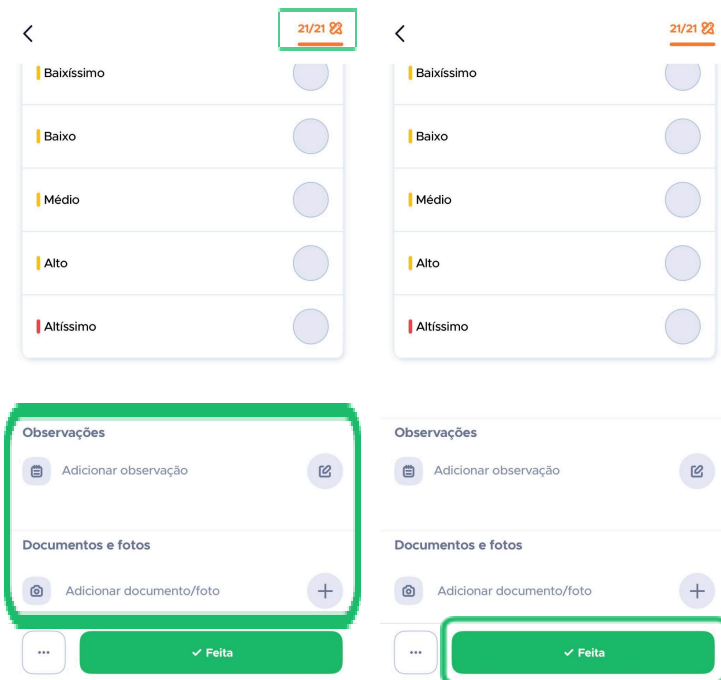 21/21
Baixíssimo
Baixo
Médio
Alto
Altíssimo
Observações
Adicionar observação
Documentos e fotos
Adicionar documento/foto
Feita
21/21
Baixíssimo
Baixo
Médio
Alto
Altíssimo
Observações
Adicionar observação
Documentos e fotos
Adicionar documento/foto
Feita